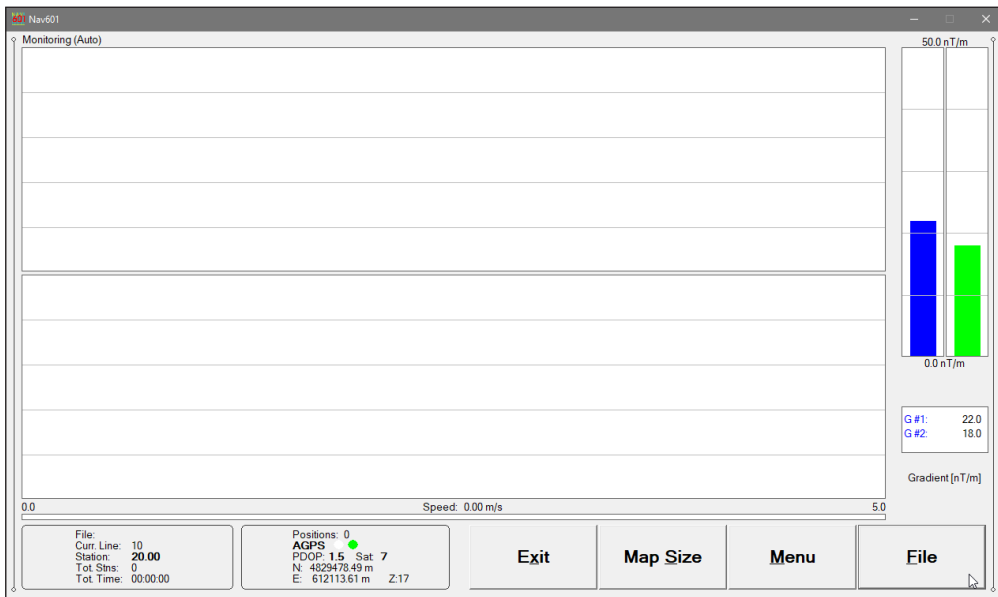 601 Nav601
Monitoring (Auto)
50.0 nT/m
0.0 nT/m
G #1: 22.0
G #2: 18.0
Gradient [nT/m]
0.0 Speed: 0.00 m/s 5.0
File:
Curr. Line: 10
Station: 20.00
Tot. Stns: 0
Tot. Time: 00:00:00
Positions: 0
AGPS
PDOP: 1.5 Sat: 7
N: 4829478.49 m
E: 612113.61 m Z:17
Exit
Map Size
Menu
File